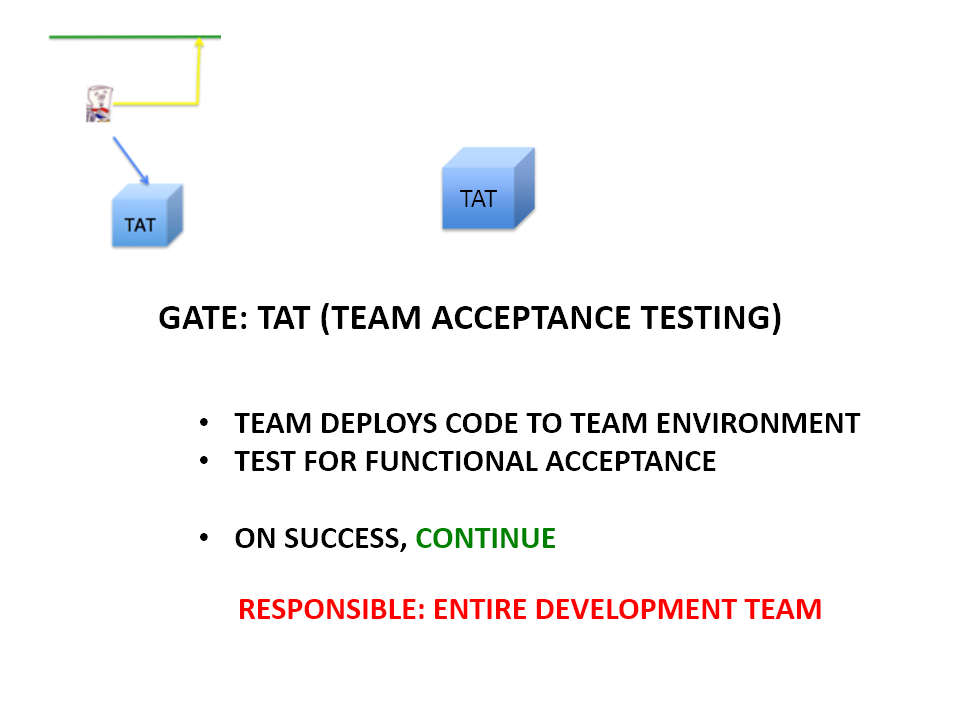 TAT
TAT
GATE: TAT (TEAM ACCEPTANCE TESTING)
• TEAM DEPLOYS CODE TO TEAM ENVIRONMENT
• TEST FOR FUNCTIONAL ACCEPTANCE
• ON SUCCESS, CONTINUE
RESPONSIBLE: ENTIRE DEVELOPMENT TEAM